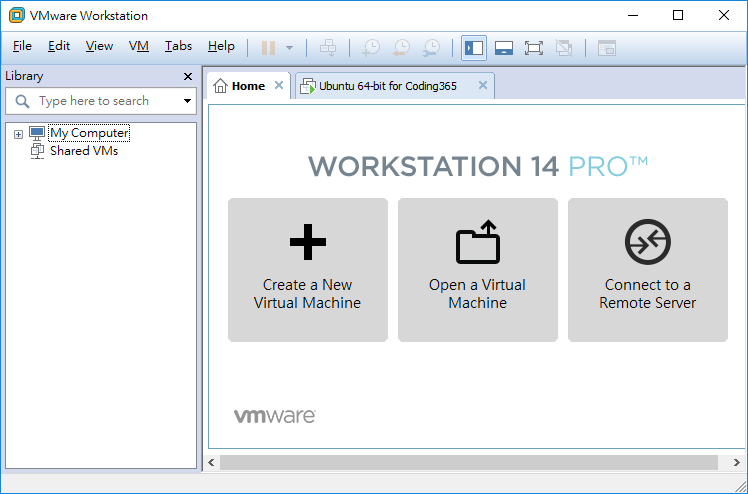 VMware Workstation
File Edit View VM Tabs Help
Library
Type here to search
My Computer
Shared VMs
Home
Ubuntu 64-bit for Coding365
WORKSTATION 14 PRO™
Create a New
Virtual Machine
Open a Virtual
Machine
Connect to a
Remote Server
vmware